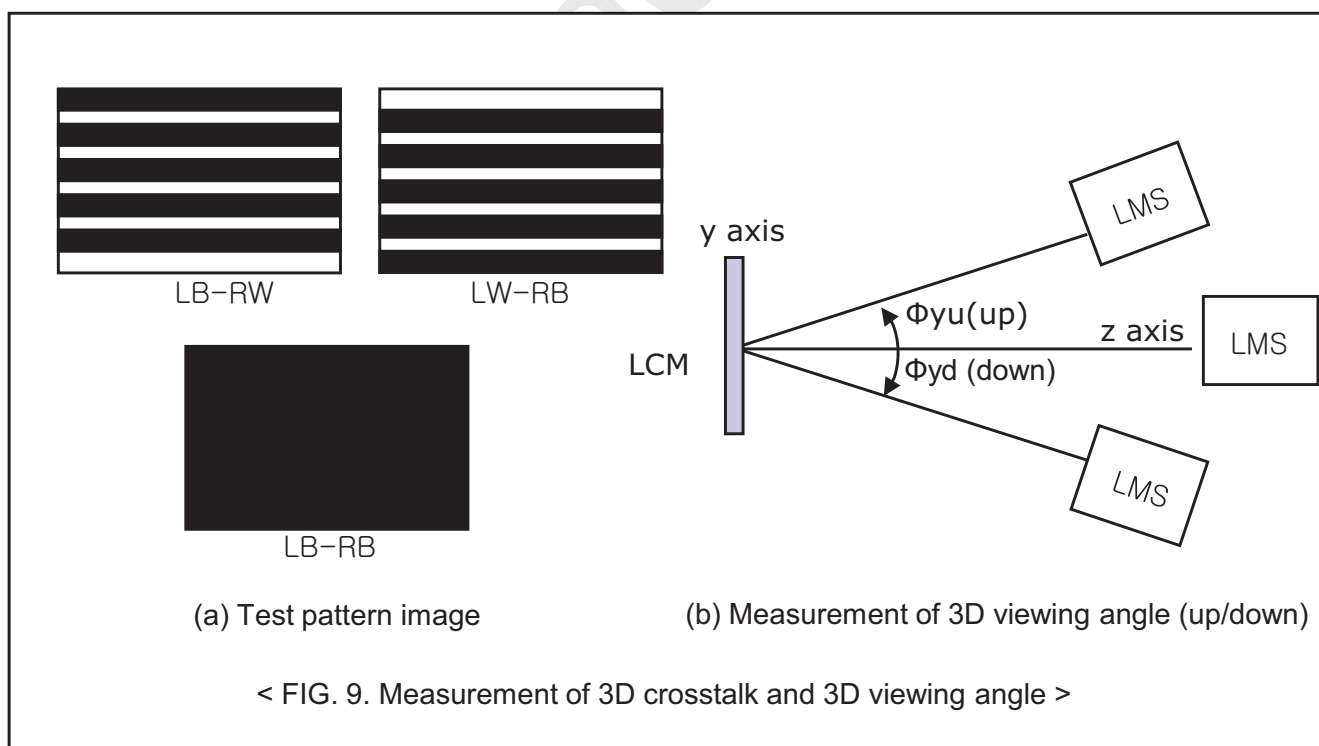 LB-RW
LW-RB
LB-RB
(a) Test pattern image
y axis
LCM
Φyu(up)
Φyd (down)
z axis
LMS
LMS
LMS
(b) Measurement of 3D viewing angle (up/down)
< FIG. 9. Measurement of 3D crosstalk and 3D viewing angle >